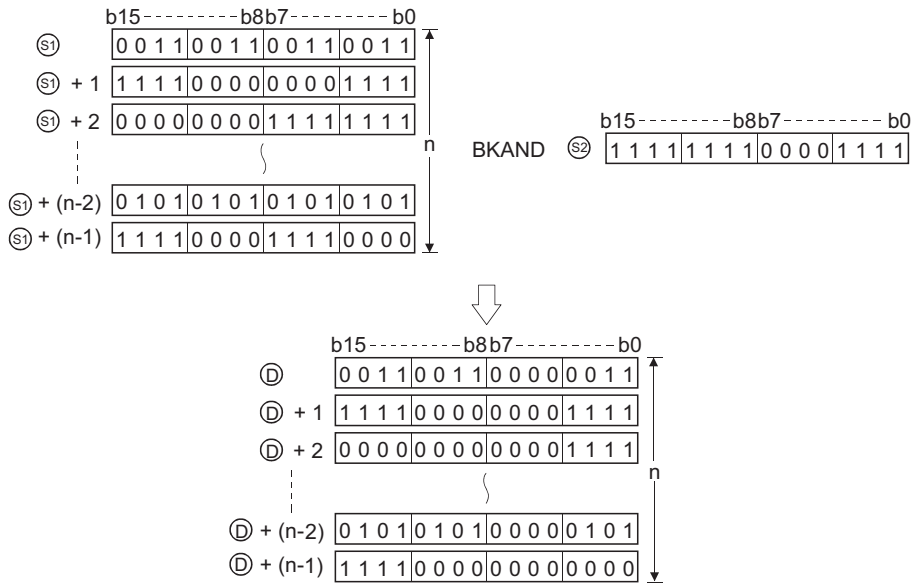 b15-----------b8b7-----------b0
S1 0 0 1 1 0 0 1 1 0 0 1 1 0 0 1 1
S1 + 1 1 1 1 1 0 0 0 0 0 0 0 0 1 1 1 1
S1 + 2 0 0 0 0 0 0 0 0 1 1 1 1 1 1 1 1
n
BKAND S2
b15-----------b8b7-----------b0
1 1 1 1 1 1 1 1 0 0 0 0 1 1 1 1
S1 + (n-2) 0 1 0 1 0 1 0 1 0 1 0 1 0 1 0 1
S1 + (n-1) 1 1 1 1 0 0 0 0 1 1 1 1 0 0 0 0
b15-----------b8b7-----------b0
D 0 0 1 1 0 0 1 1 0 0 0 0 0 0 1 1
D + 1 1 1 1 1 0 0 0 0 0 0 0 0 1 1 1 1
D + 2 0 0 0 0 0 0 0 0 0 0 0 0 1 1 1 1
n
D + (n-2) 0 1 0 1 0 1 0 1 0 0 0 0 0 1 0 1
D + (n-1) 1 1 1 1 0 0 0 0 0 0 0 0 0 0 0 0